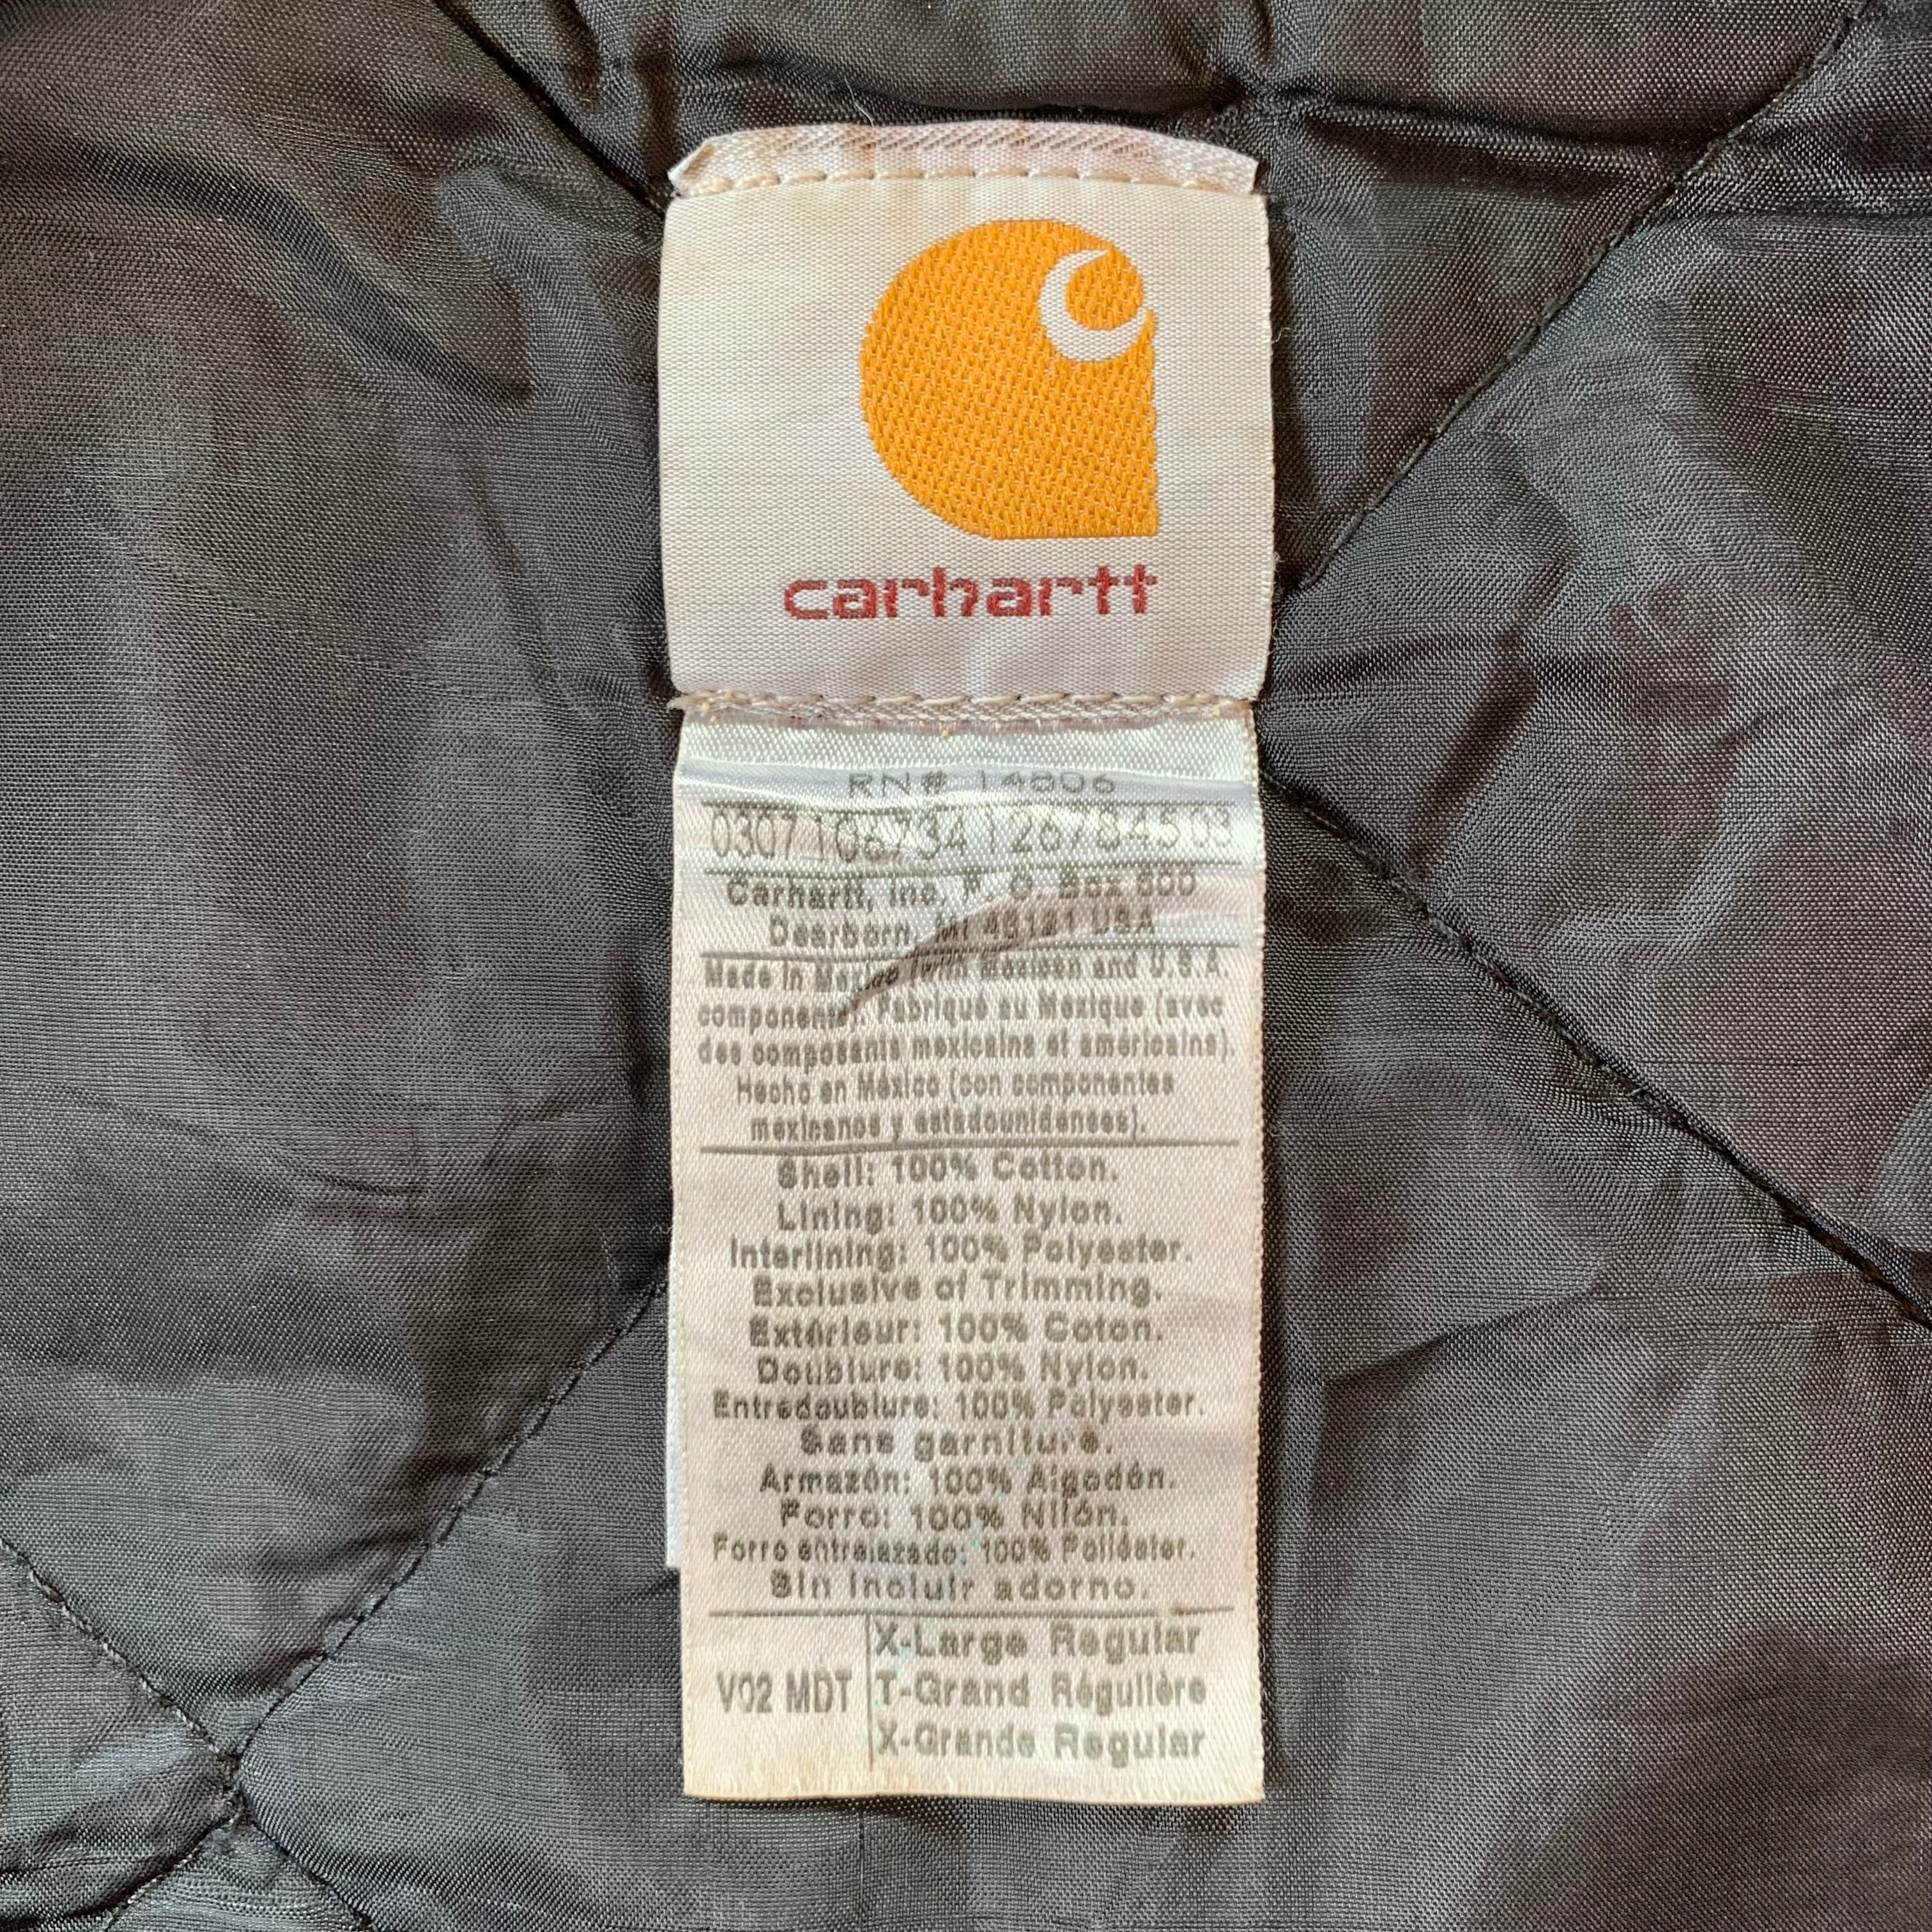 carhartt
RN# 14806
0307 106734 1 26784503
Carhartt, Inc. P. O. Box 600
Dearborn, MI 48121 USA
Made in Mexico (with Mexican and U.S.A.
components). Fabriqué au Mexique (avec
des composants mexicains et américains).
Hecho en México (con componentes
mexicanos y estadounidenses).
Shell: 100% Cotton.
Lining: 100% Nylon.
Interlining: 100% Polyester.
Exclusive of Trimming.
Extérieur: 100% Coton.
Doublure: 100% Nylon.
Entredoublure: 100% Polyester.
Sans garniture.
Armazón: 100% Algodón.
Forro: 100% Nilón.
Forro entrelazado: 100% Poliéster.
Sin incluir adorno.
V02 MDT
X-Large Regular
T-Grand Régulière
X-Grande Regular